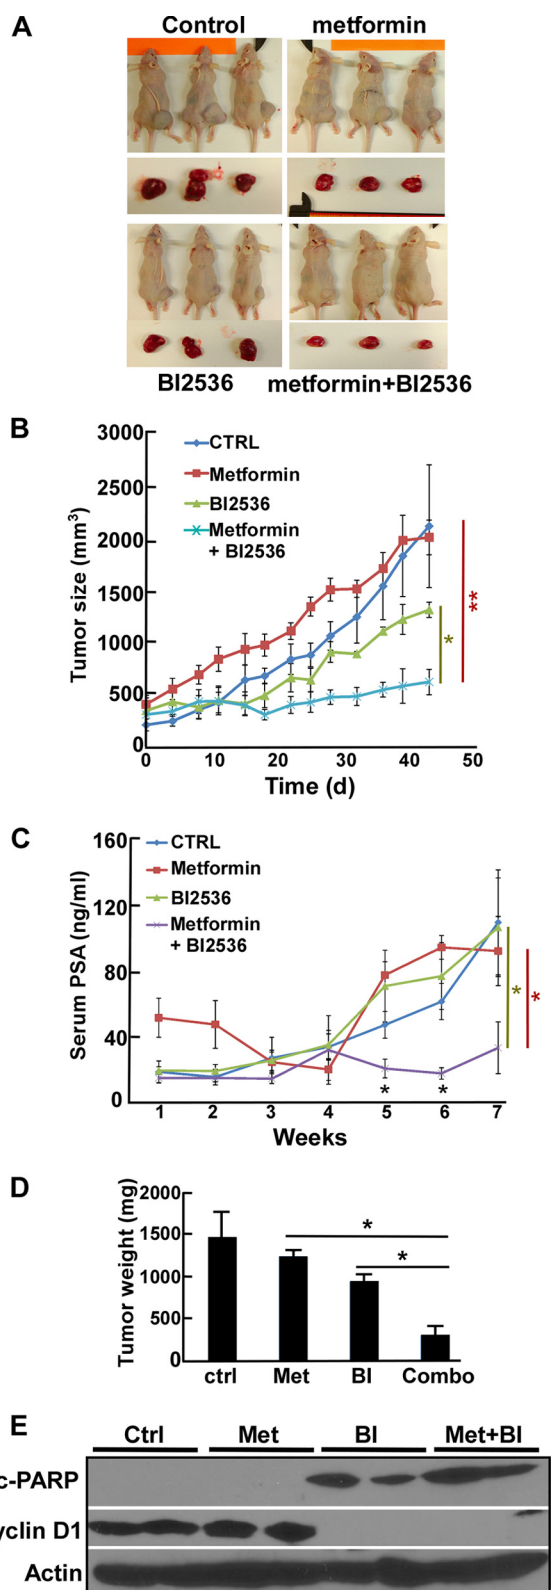 A
Control metformin
BI2536 metformin+BI2536
B
3000
2500
2000
1500
1000
500
0
Tumor size (mm³)
CTRL
Metformin
BI2536
Metformin
+ BI2536
**
*
0 10 20 30 40 50
Time (d)
C
160
120
80
40
0
Serum PSA (ng/ml)
CTRL
Metformin
BI2536
Metformin
+ BI2536
* *
* *
1 2 3 4 5 6 7
Weeks
D
2000
1500
1000
500
0
Tumor weight (mg)
*
*
ctrl Met BI Combo
E
Ctrl Met BI Met+BI
c-PARP
yclin D1
Actin